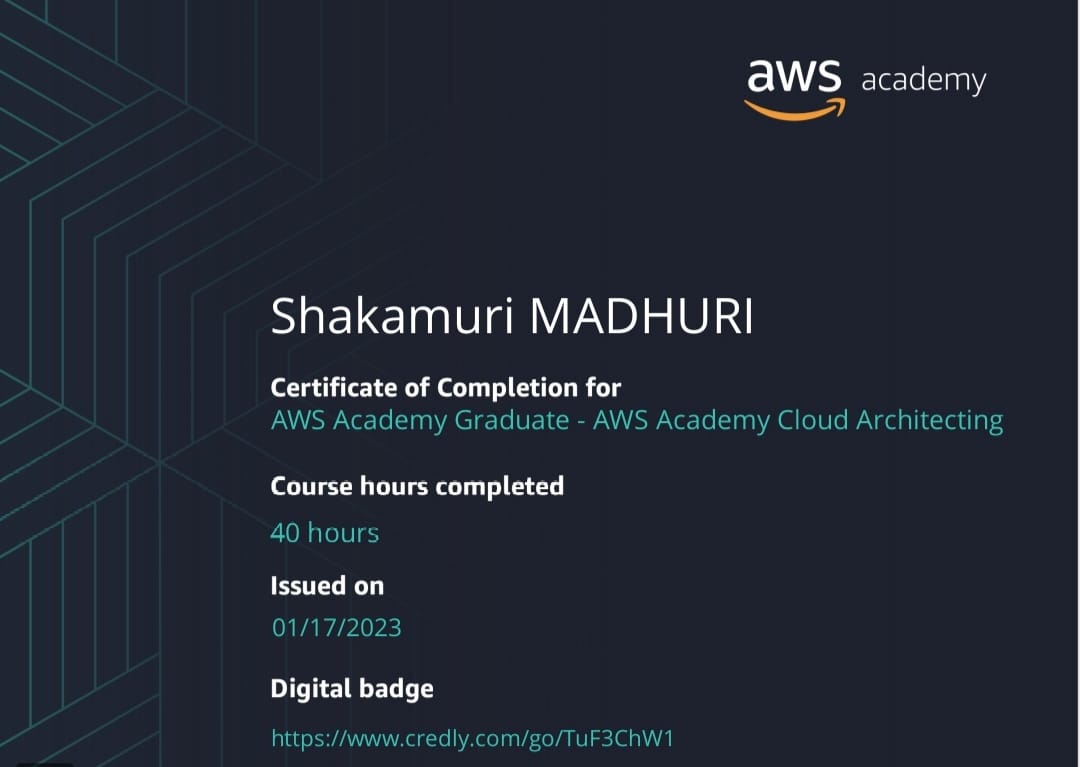 aws academy
Shakamuri MADHURI
Certificate of Completion for
AWS Academy Graduate - AWS Academy Cloud Architecting
Course hours completed
40 hours
Issued on
01/17/2023
Digital badge
https://www.credly.com/go/TuF3ChW1